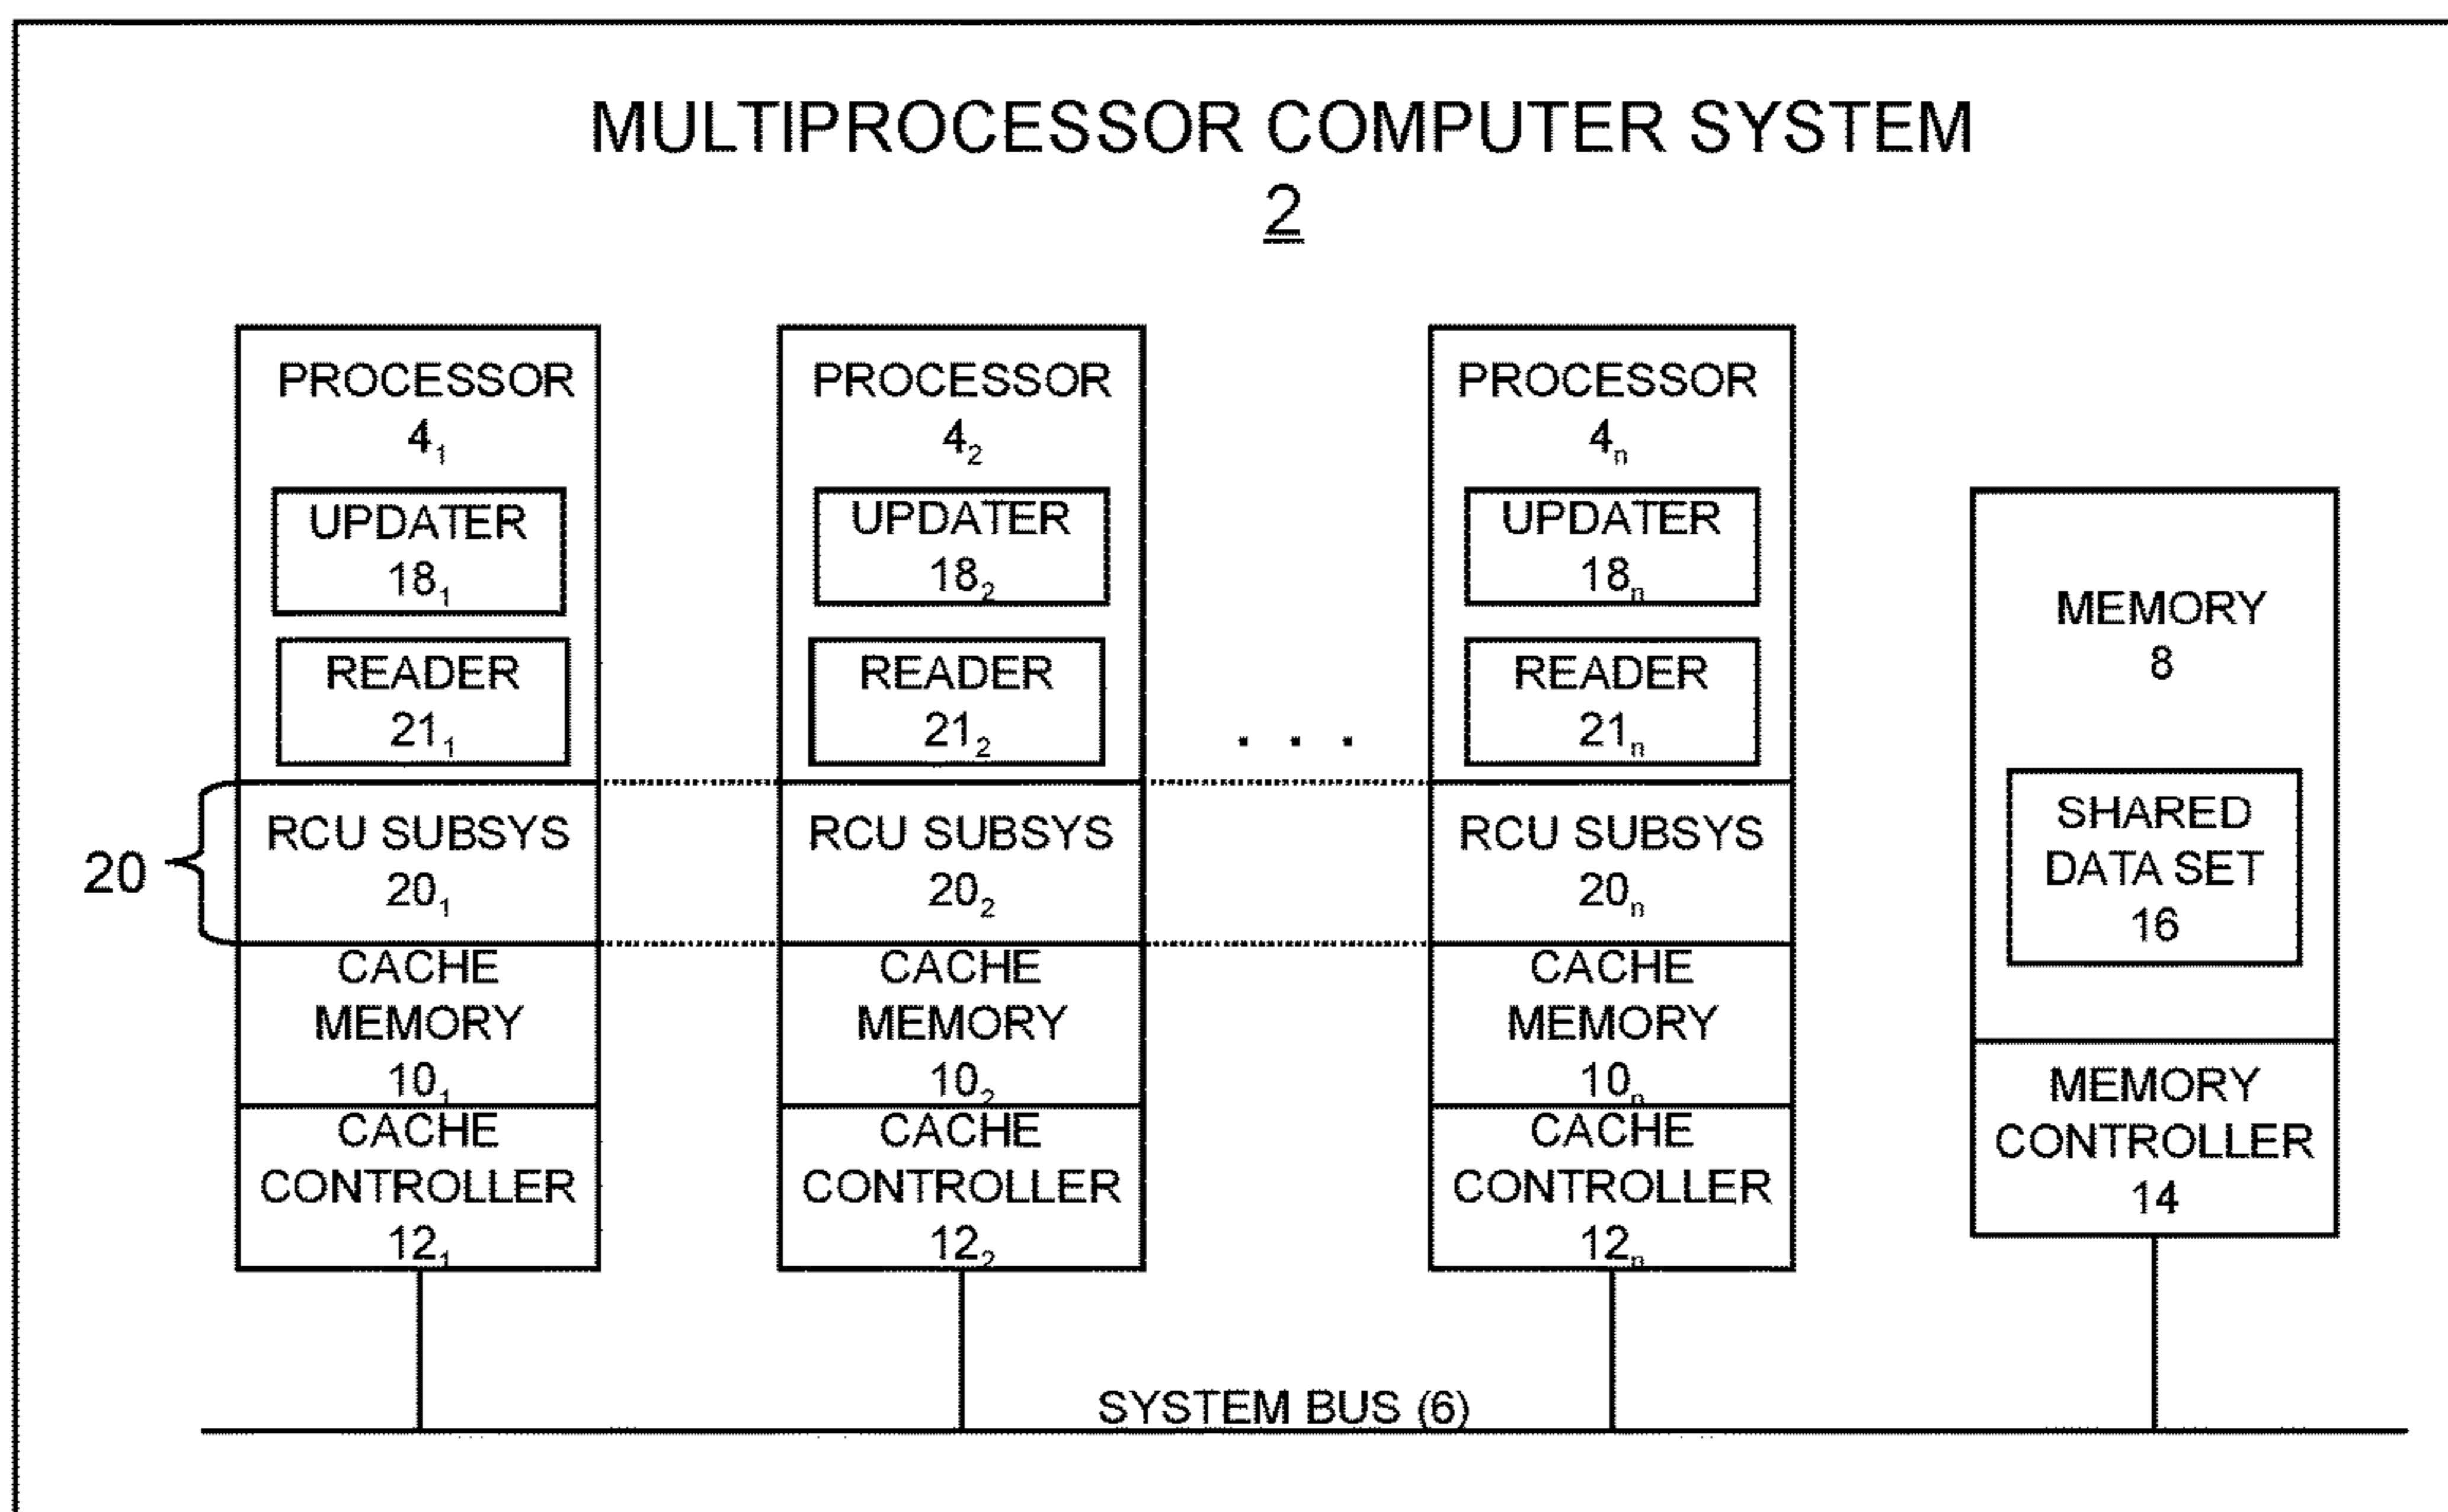 MULTIPROCESSOR COMPUTER SYSTEM
2
PROCESSOR
4₁
UPDATER
18₁
READER
21₁
RCU SUBSYS
20₁
CACHE
MEMORY
10₁
CACHE
CONTROLLER
12₁
20
PROCESSOR
4₂
UPDATER
18₂
READER
21₂
RCU SUBSYS
20₂
CACHE
MEMORY
10₂
CACHE
CONTROLLER
12₂
. . .
PROCESSOR
4ₙ
UPDATER
18ₙ
READER
21ₙ
RCU SUBSYS
20ₙ
CACHE
MEMORY
10ₙ
CACHE
CONTROLLER
12ₙ
MEMORY
8
SHARED
DATA SET
16
MEMORY
CONTROLLER
14
SYSTEM BUS (6)